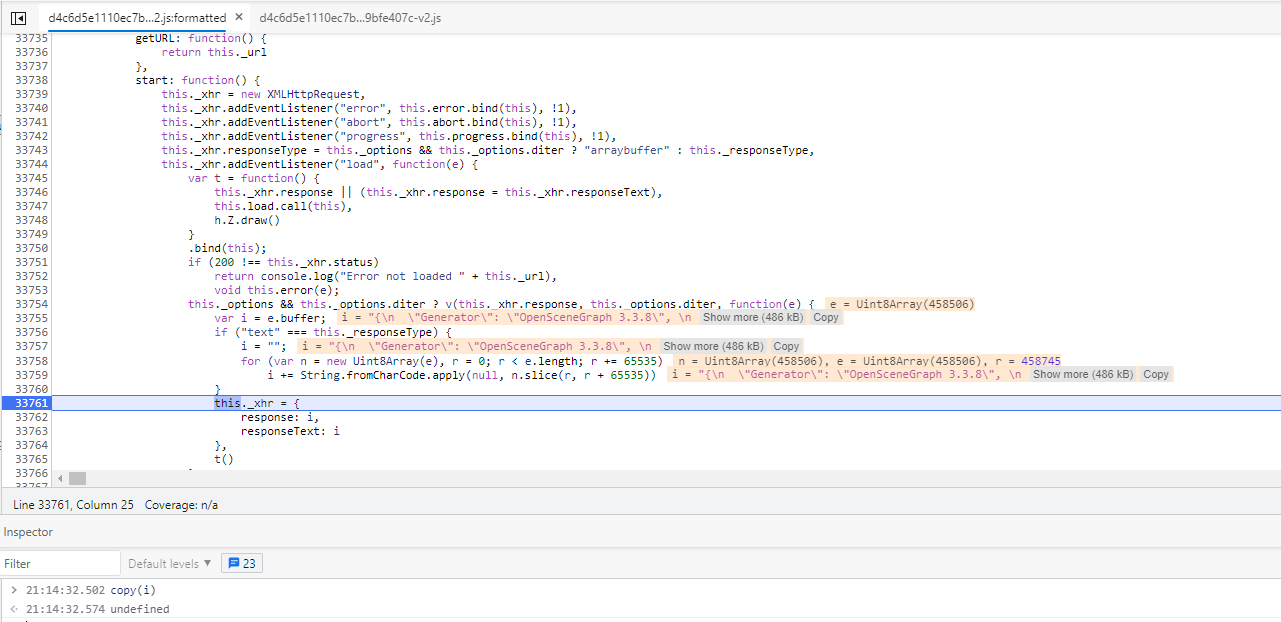 d4c6d5e1110ec7b...2.js:formatted × d4c6d5e1110ec7b...9bfe407c-v2.js
33735 getURL: function() {
33736 return this._url
33737 },
33738 start: function() {
33739 this._xhr = new XMLHttpRequest,
33740 this._xhr.addEventListener("error", this.error.bind(this), !1),
33741 this._xhr.addEventListener("abort", this.abort.bind(this), !1),
33742 this._xhr.addEventListener("progress", this.progress.bind(this), !1),
33743 this._xhr.responseType = this._options && this._options.diter ? "arraybuffer" : this._responseType,
33744 this._xhr.addEventListener("load", function(e) {
33745 var t = function() {
33746 this._xhr.response || (this._xhr.response = this._xhr.responseText),
33747 this.load.call(this),
33748 h.Z.draw()
33749 }
33750 .bind(this);
33751 if (200 !== this._xhr.status)
33752 return console.log("Error not loaded " + this._url),
33753 void this.error(e);
33754 this._options && this._options.diter ? v(this._xhr.response, this._options.diter, function(e) { e = Uint8Array(458506)
33755 var i = e.buffer; i = "{\n  \"Generator\": \"OpenSceneGraph 3.3.8\", \n Show more (486 kB) Copy
33756 if ("text" === this._responseType) {
33757 i = ""; i = "{\n  \"Generator\": \"OpenSceneGraph 3.3.8\", \n Show more (486 kB) Copy
33758 for (var n = new Uint8Array(e), r = 0; r < e.length; r += 65535) n = Uint8Array(458506), e = Uint8Array(458506), r = 458745
33759 i += String.fromCharCode.apply(null, n.slice(r, r + 65535)) i = "{\n  \"Generator\": \"OpenSceneGraph 3.3.8\", \n Show more (486 kB) Copy
33760 }
33761 this._xhr = {
33762 response: i,
33763 responseText: i
33764 },
33765 t()
33766
33767
Line 33761, Column 25 Coverage: n/a
Inspector
Filter Default levels ▼ 23
> 21:14:32.502 copy(i)
<· 21:14:32.574 undefined